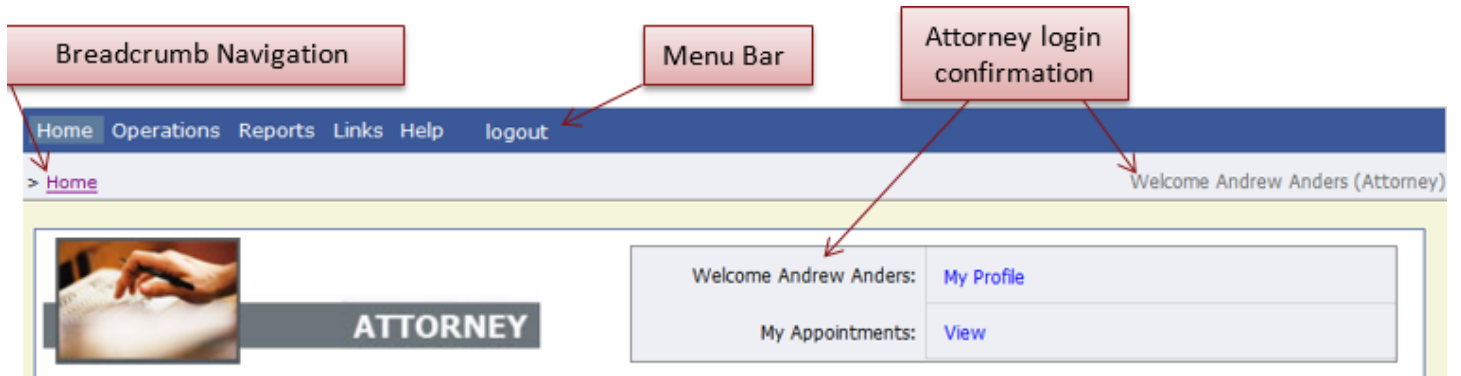 Breadcrumb Navigation
Menu Bar
Attorney login
confirmation
Home Operations Reports Links Help logout
> Home
Welcome Andrew Anders (Attorney)
ATTORNEY
Welcome Andrew Anders: My Profile
My Appointments: View